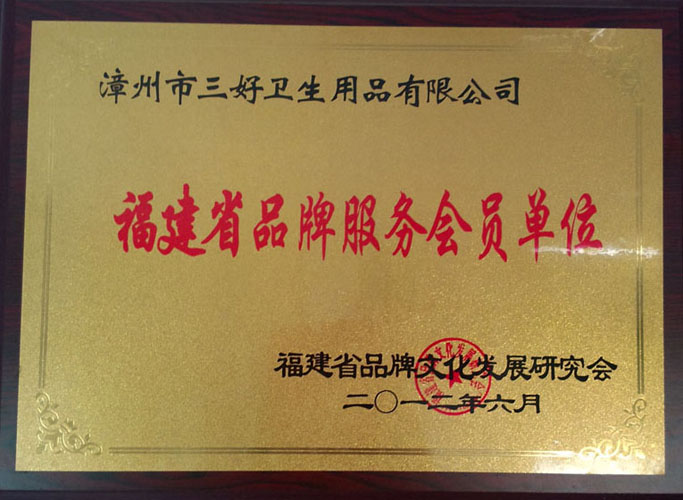 漳州市三好卫生用品有限公司
福建省品牌服务会员单位
福建省品牌文化发展研究会
二〇一二年六月